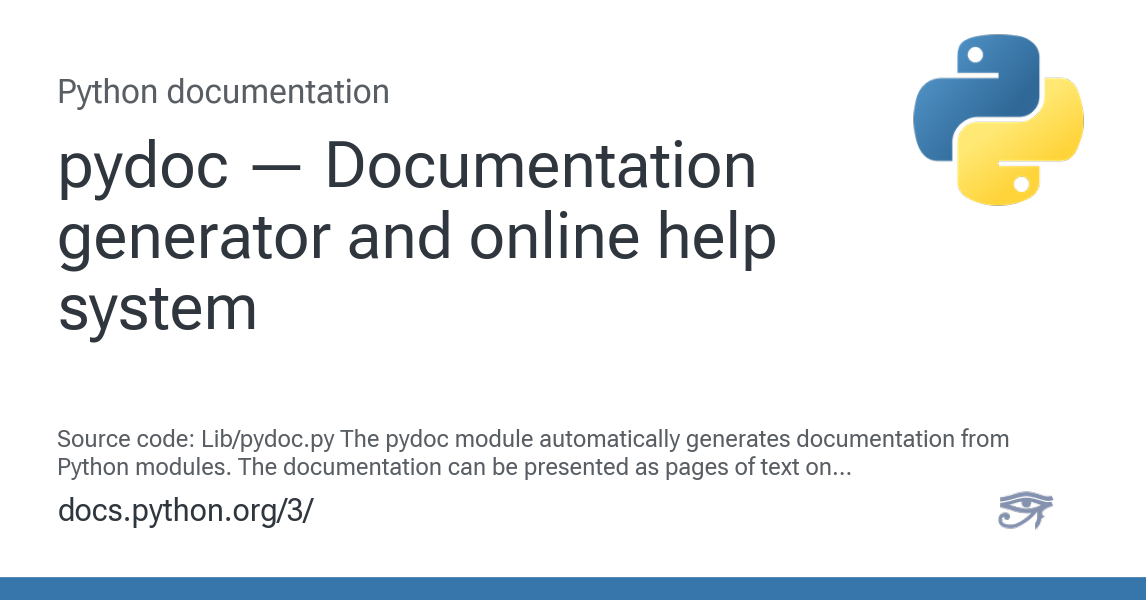 Python documentation
pydoc — Documentation
generator and online help
system
Source code: Lib/pydoc.py The pydoc module automatically generates documentation from
Python modules. The documentation can be presented as pages of text on...
docs.python.org/3/